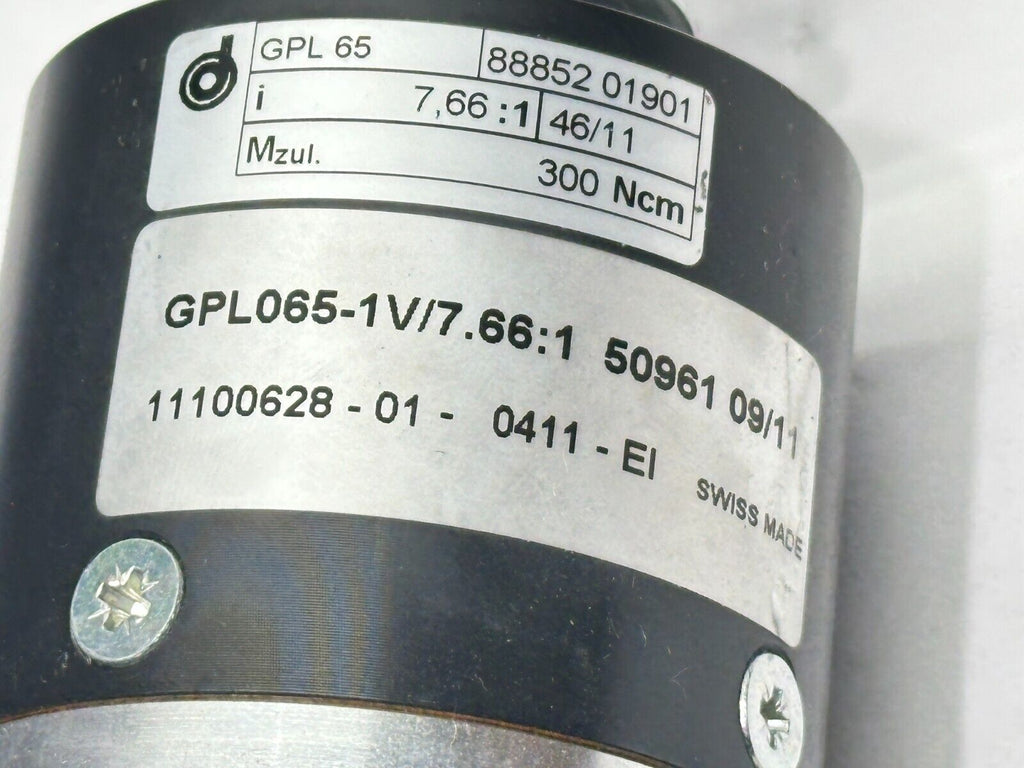 GPL 65 88852 01901
i 7,66 :1 46/11
Mzul. 300 Ncm
GPL065-1V/7.66:1 50961 09/11
11100628 - 01 - 0411 - EI
SWISS MADE